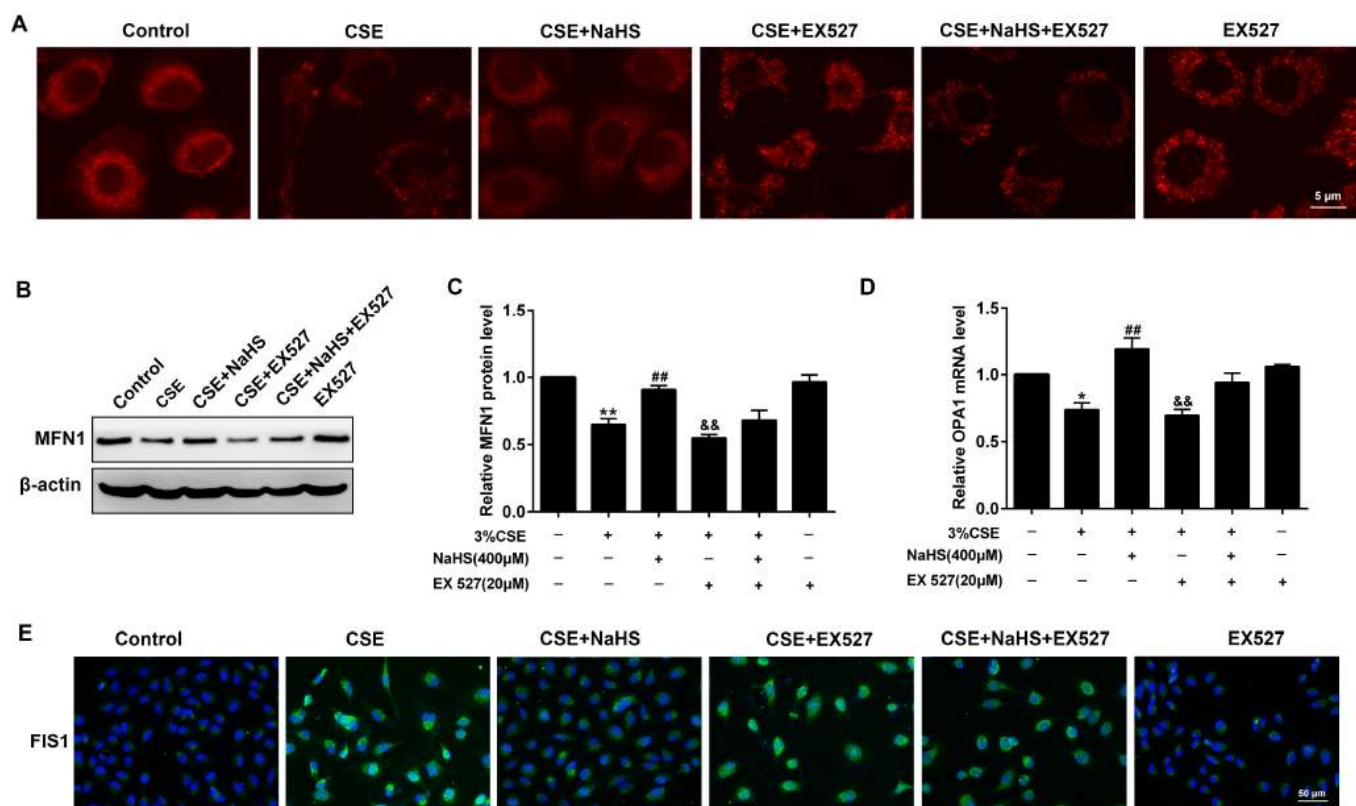 A
Control CSE CSE+NaHS CSE+EX527 CSE+NaHS+EX527 EX527
5 µm
B
Control CSE CSE+NaHS CSE+EX527 CSE+NaHS+EX527 EX527
MFN1
β-actin
C
Relative MFN1 protein level
1.5
1.0
0.5
0.0
** ## &&
3%CSE − + + + + −
NaHS(400µM) − − + − + −
EX 527(20µM) − − − + + +
D
Relative OPA1 mRNA level
1.5
1.0
0.5
0.0
* ## &&
3%CSE − + + + + −
NaHS(400µM) − − + − + −
EX 527(20µM) − − − + + +
E
Control CSE CSE+NaHS CSE+EX527 CSE+NaHS+EX527 EX527
FIS1
50 µm